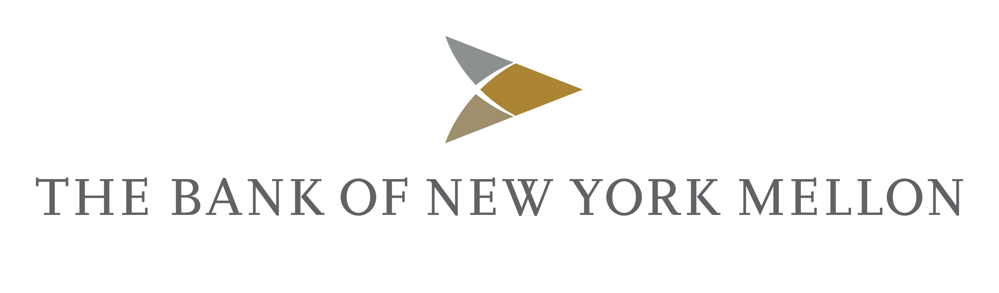 THE BANK OF NEW YORK MELLON